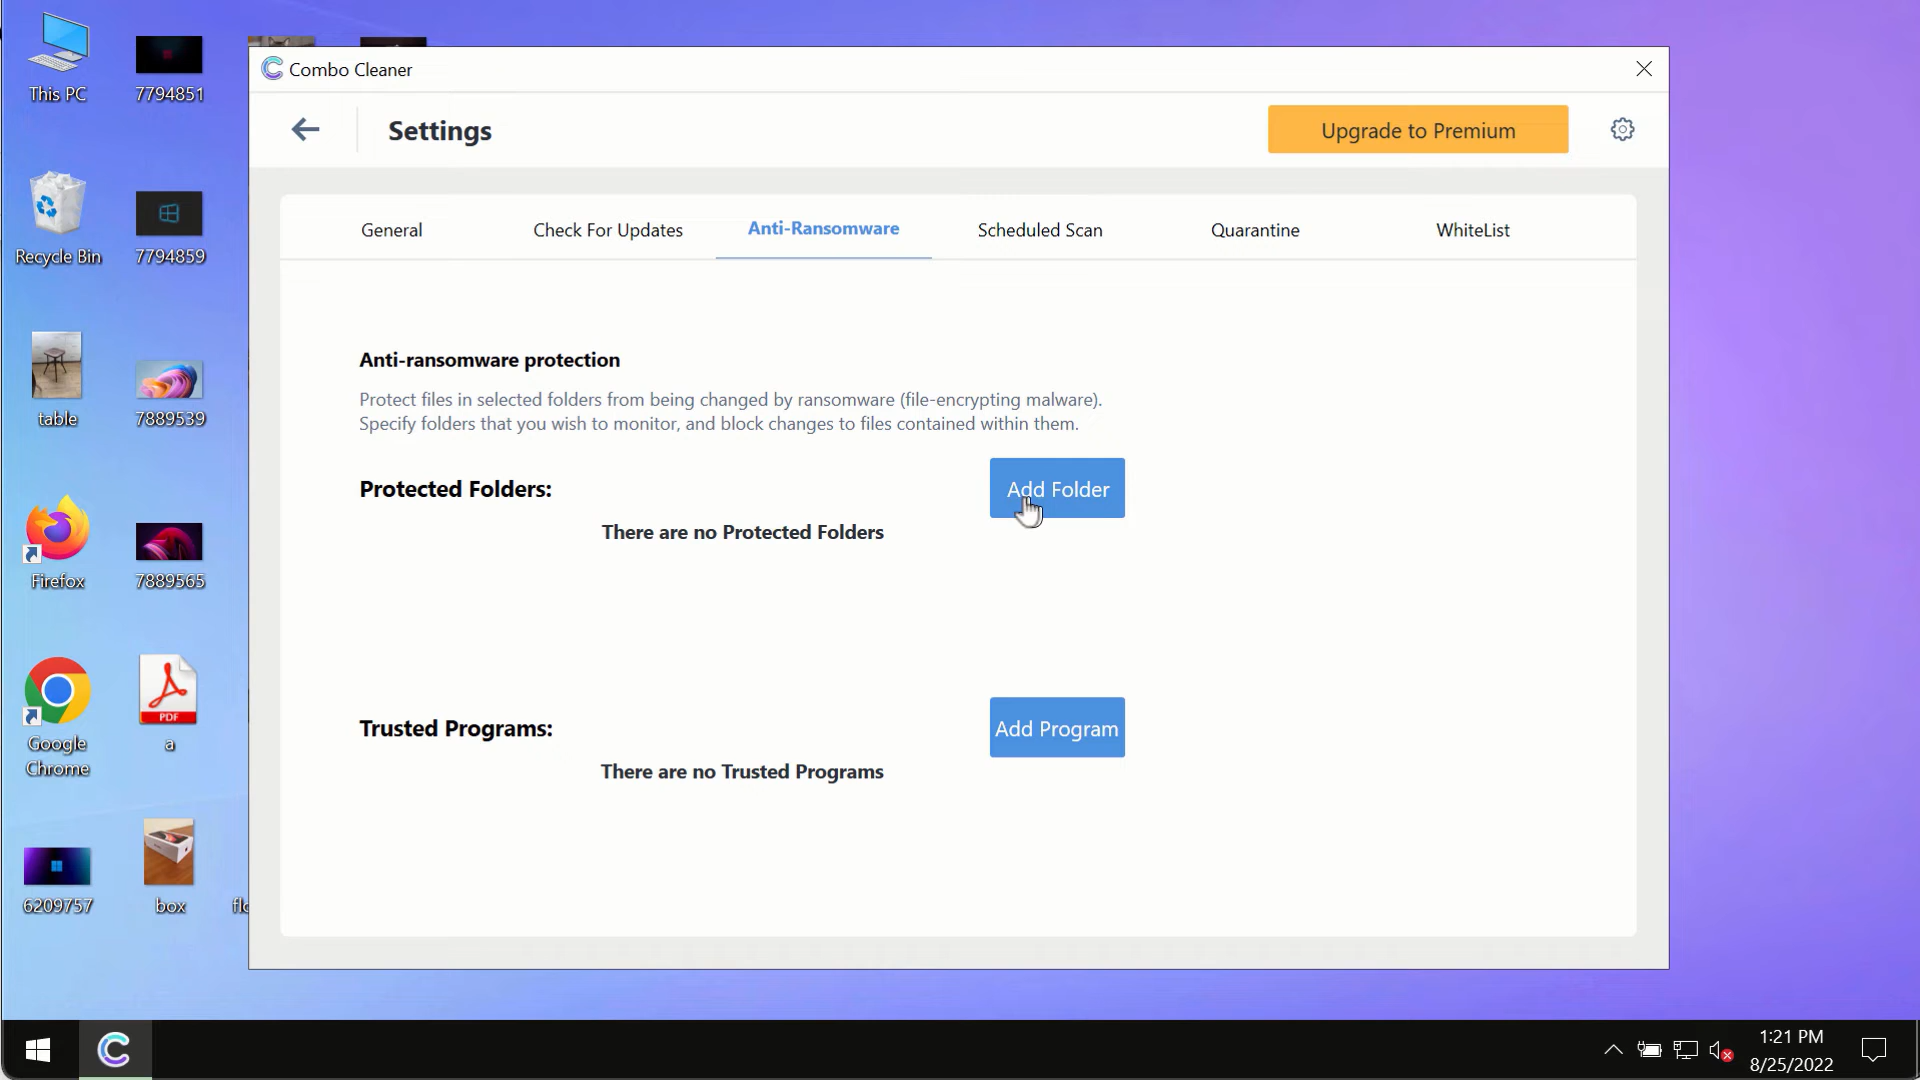 This PC
7794851
Recycle Bin
7794859
table
7889539
Firefox
7889565
Google
Chrome
PDF
a
6209757
box
Combo Cleaner
Settings
Upgrade to Premium
General
Check For Updates
Anti-Ransomware
Scheduled Scan
Quarantine
WhiteList
Anti-ransomware protection
Protect files in selected folders from being changed by ransomware (file-encrypting malware).
Specify folders that you wish to monitor, and block changes to files contained within them.
Protected Folders:
Add Folder
There are no Protected Folders
Trusted Programs:
Add Program
There are no Trusted Programs
1:21 PM
8/25/2022